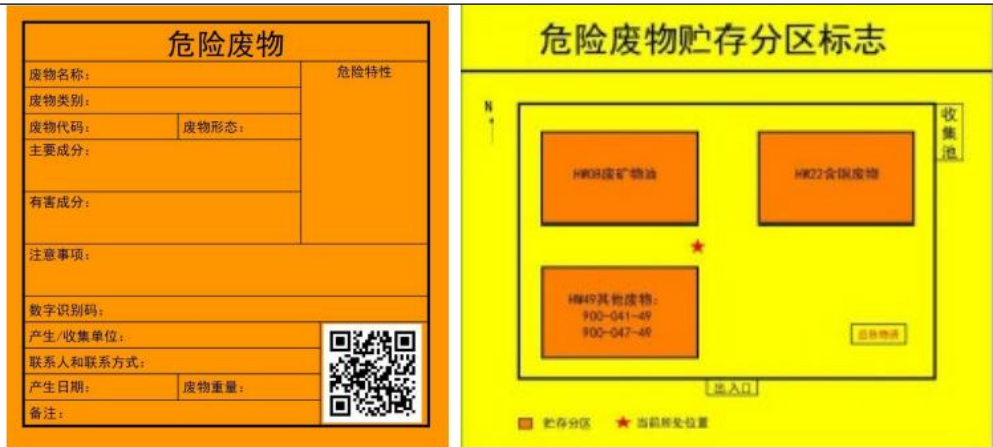 危险废物
废物名称：
危险特性
废物类别：
废物代码：
废物形态：
主要成分：
有害成分：
注意事项：
数字识别码：
产生/收集单位：
联系人和联系方式：
产生日期：
废物重量：
备注：
危险废物贮存分区标志
N
收集池
HW08废矿物油
HW22含铜废物
HW49其他废物：
900-041-49
900-047-49
出入口
贮存分区
当前所处位置